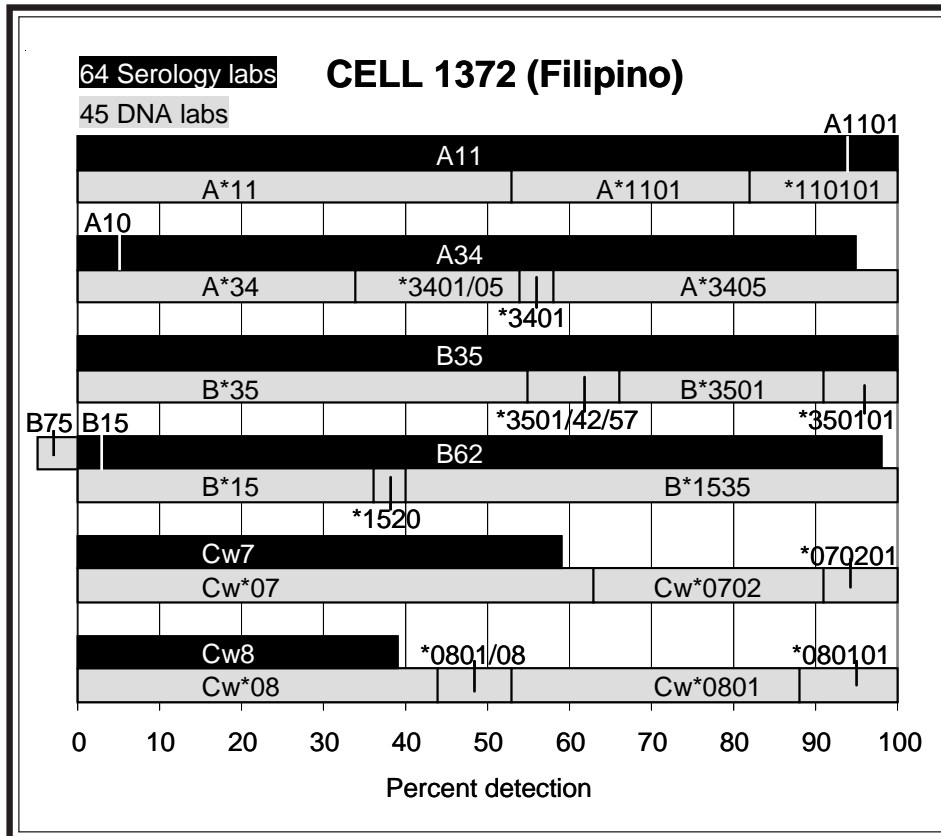 64 Serology labs CELL 1372 (Filipino)
45 DNA labs
A1101
A11
A*11 A*1101 *110101
A10
A34
A*34 *3401/05 A*3405
*3401
B35
B*35 B*3501
*3501/42/57 *350101
B75 B15
B62
B*15 B*1535
*1520
Cw7 *070201
Cw*07 Cw*0702
Cw8 *0801/08 *080101
Cw*08 Cw*0801
0 10 20 30 40 50 60 70 80 90 100
Percent detection